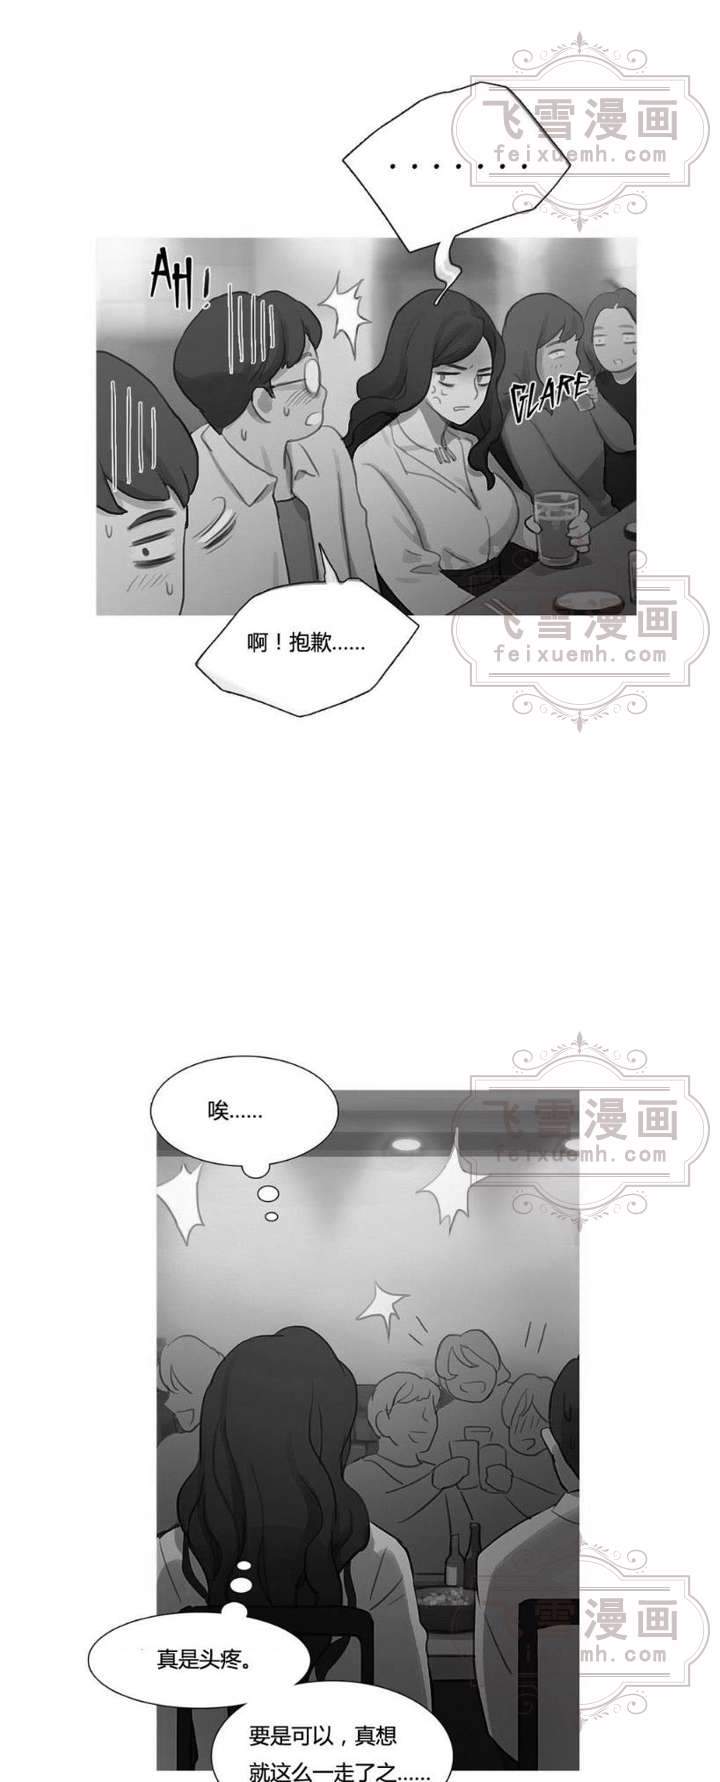 飞雪漫画
feixuemh.com
.......
AH!
GLARE
飞雪漫画
feixuemh.com
啊！抱歉……
飞雪漫画
feixuemh.com
唉……
飞雪漫画
feixuemh.com
真是头疼。
要是可以，真想
就这么一走了之……